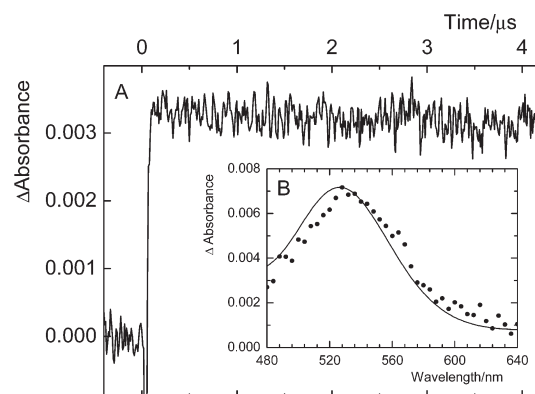 Time/μs
0 1 2 3 4
A
ΔAbsorbance
0.003
0.002
0.001
0.000
B
Δ Absorbance
0.008
0.006
0.004
0.002
0.000
480 520 560 600 640
Wavelength/nm